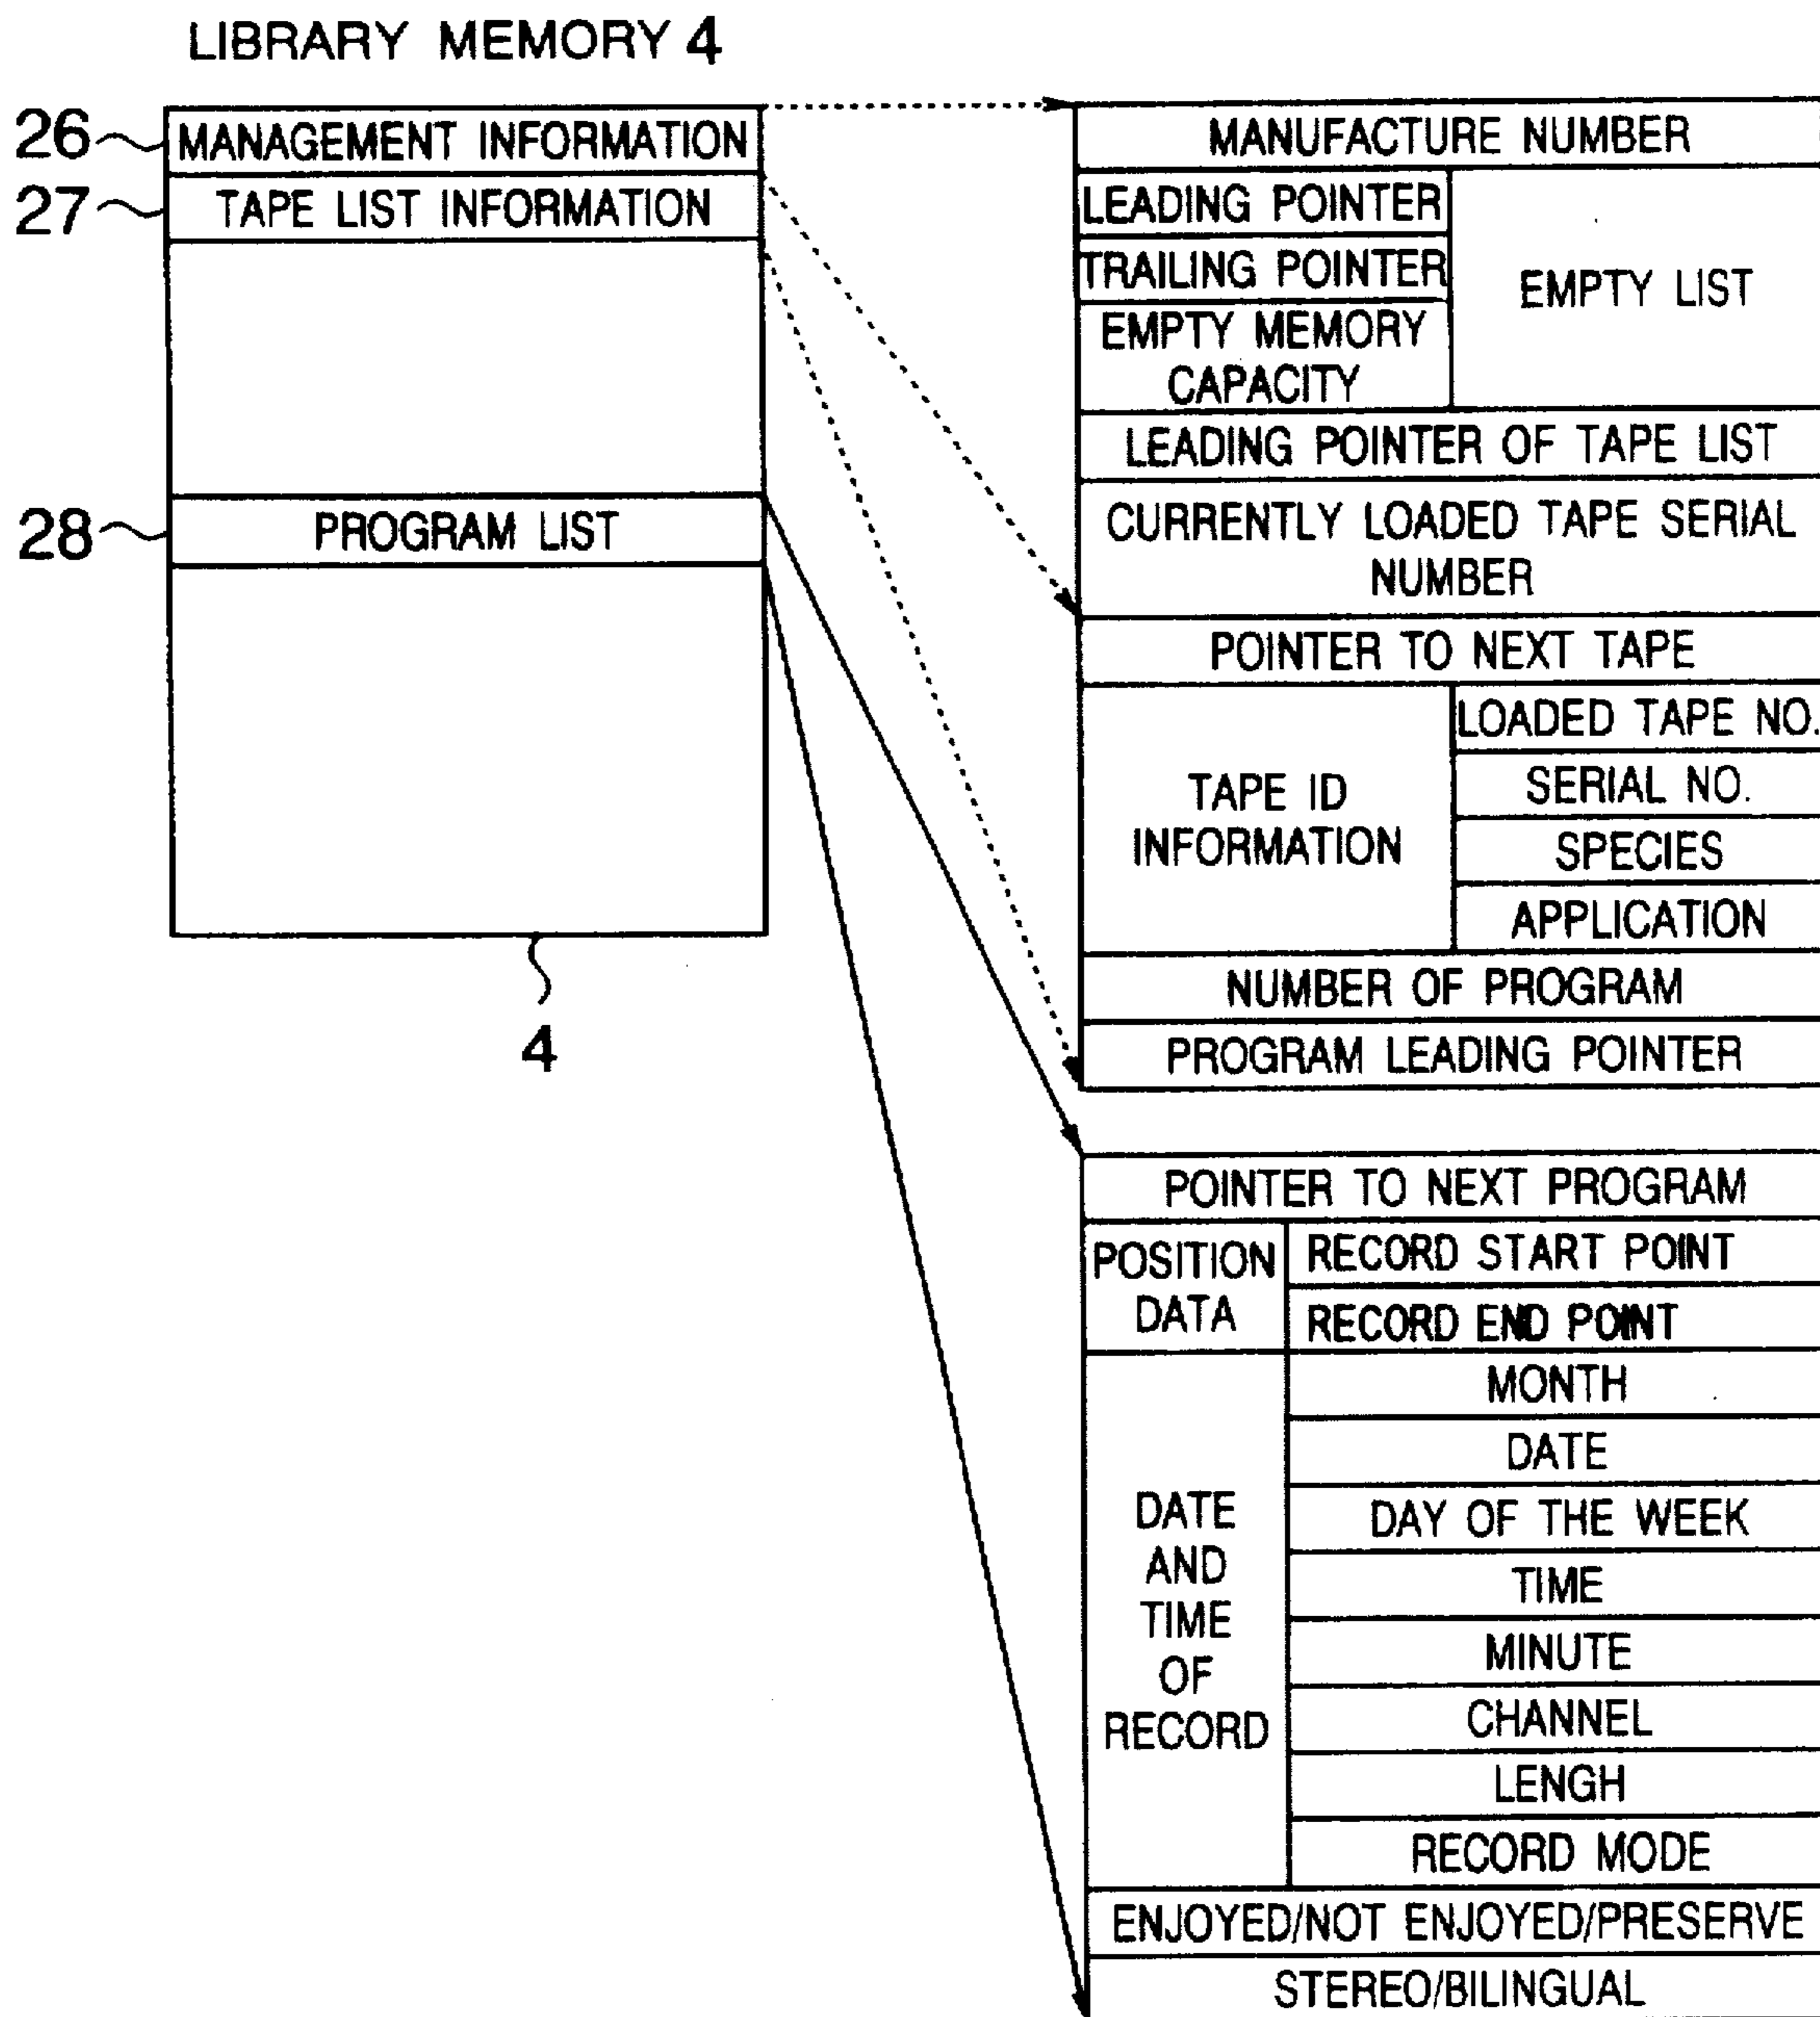 LIBRARY MEMORY 4
26
MANAGEMENT INFORMATION
27
TAPE LIST INFORMATION
28
PROGRAM LIST
4
MANUFACTURE NUMBER
LEADING POINTER
TRAILING POINTER
EMPTY MEMORY
CAPACITY
EMPTY LIST
LEADING POINTER OF TAPE LIST
CURRENTLY LOADED TAPE SERIAL
NUMBER
POINTER TO NEXT TAPE
TAPE ID
INFORMATION
LOADED TAPE NO.
SERIAL NO.
SPECIES
APPLICATION
NUMBER OF PROGRAM
PROGRAM LEADING POINTER
POINTER TO NEXT PROGRAM
POSITION
DATA
RECORD START POINT
RECORD END POINT
DATE
AND
TIME
OF
RECORD
MONTH
DATE
DAY OF THE WEEK
TIME
MINUTE
CHANNEL
LENGH
RECORD MODE
ENJOYED/NOT ENJOYED/PRESERVE
STEREO/BILINGUAL